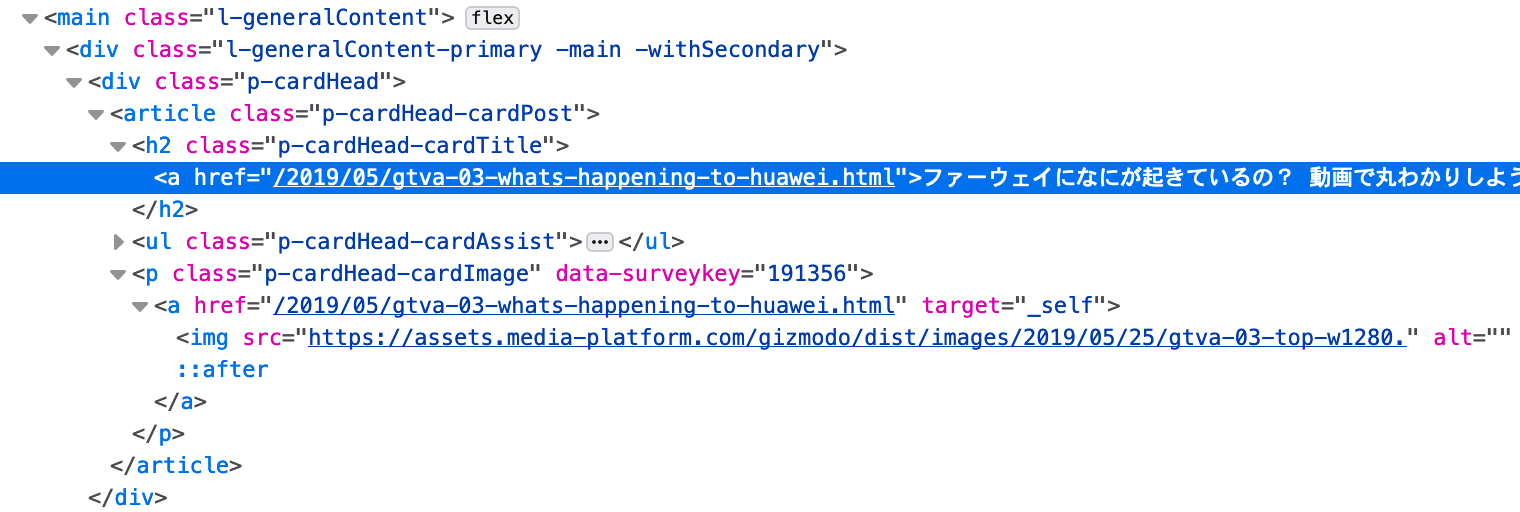 <main class="l-generalContent"> flex
<div class="l-generalContent-primary -main -withSecondary">
<div class="p-cardHead">
<article class="p-cardHead-cardPost">
<h2 class="p-cardHead-cardTitle">
<a href="/2019/05/gtva-03-whats-happening-to-huawei.html">ファーウェイになにが起きているの？ 動画で丸わかりしよう
</h2>
<ul class="p-cardHead-cardAssist">•••</ul>
<p class="p-cardHead-cardImage" data-surveykey="191356">
<a href="/2019/05/gtva-03-whats-happening-to-huawei.html" target="_self">
<img src="https://assets.media-platform.com/gizmodo/dist/images/2019/05/25/gtva-03-top-w1280." alt=""
::after
</a>
</p>
</article>
</div>